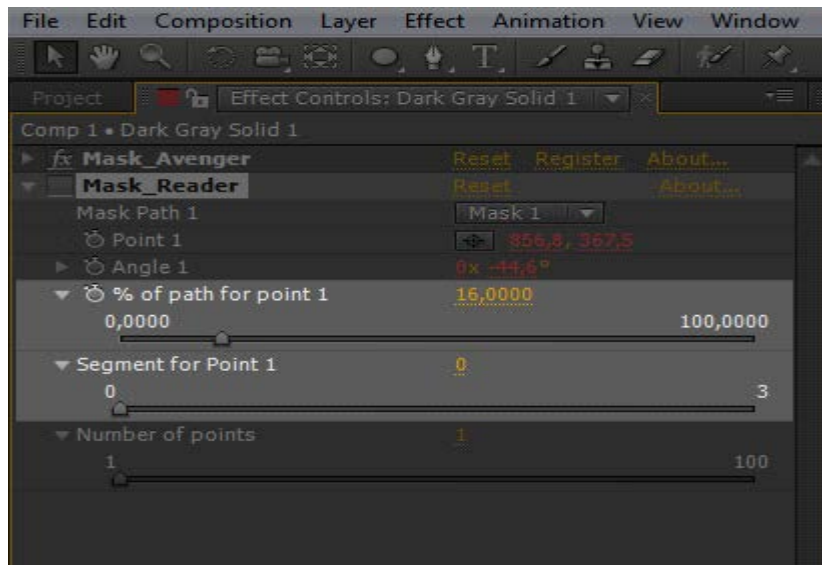 File Edit Composition Layer Effect Animation View Window
Project Effect Controls: Dark Gray Solid 1
Comp 1 • Dark Gray Solid 1
fx Mask_Avenger Reset Register About...
Mask_Reader Reset About...
Mask Path 1 Mask 1
Point 1 856,8, 367,5
Angle 1 0x -44,6°
% of path for point 1 16,0000
0,0000 100,0000
Segment for Point 1 0
0 3
Number of points 1
1 100